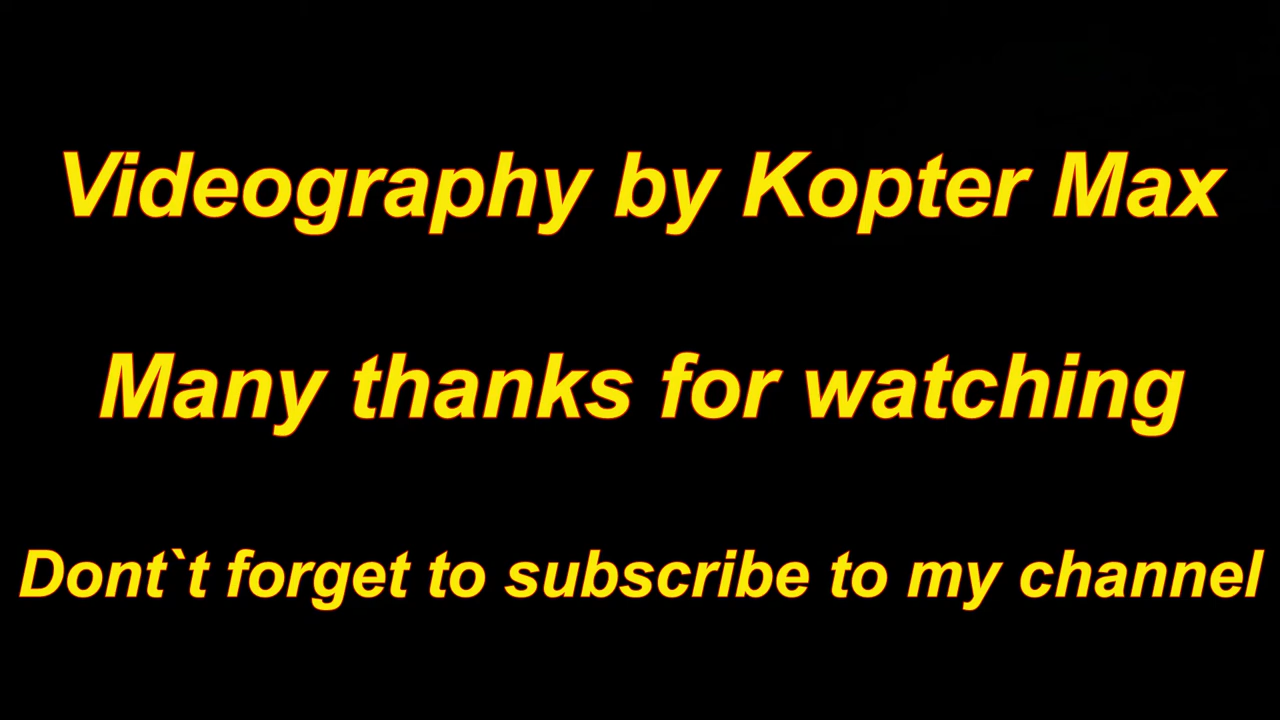 Videography by Kopter Max
Many thanks for watching
Dont`t forget to subscribe to my channel